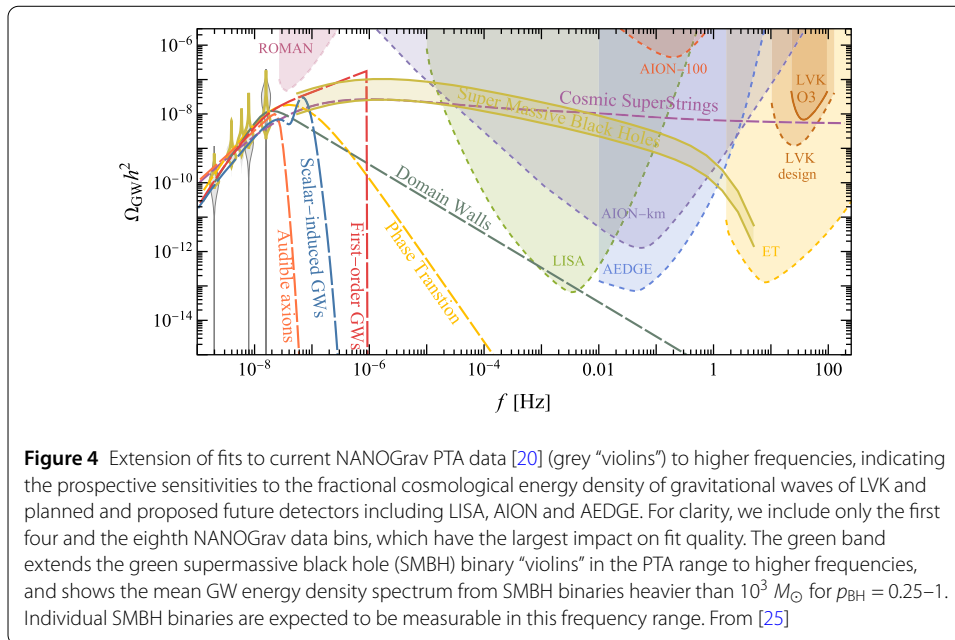 10⁻⁶
10⁻⁸
10⁻¹⁰
10⁻¹²
10⁻¹⁴
Ω_GW h²
ROMAN
AION−100
LVK
O3
Cosmic SuperStrings
Super Massive Black Holes
LVK
design
Scalar−induced GWs
Audible axions
First−order GWs
Phase Transtion
Domain Walls
AION−km
LISA
AEDGE
ET
10⁻⁸
10⁻⁶
10⁻⁴
0.01
1
100
f [Hz]
Figure 4 Extension of fits to current NANOGrav PTA data [20] (grey “violins”) to higher frequencies, indicating
the prospective sensitivities to the fractional cosmological energy density of gravitational waves of LVK and
planned and proposed future detectors including LISA, AION and AEDGE. For clarity, we include only the first
four and the eighth NANOGrav data bins, which have the largest impact on fit quality. The green band
extends the green supermassive black hole (SMBH) binary “violins” in the PTA range to higher frequencies,
and shows the mean GW energy density spectrum from SMBH binaries heavier than 10³ M⊙ for p_BH = 0.25–1.
Individual SMBH binaries are expected to be measurable in this frequency range. From [25]